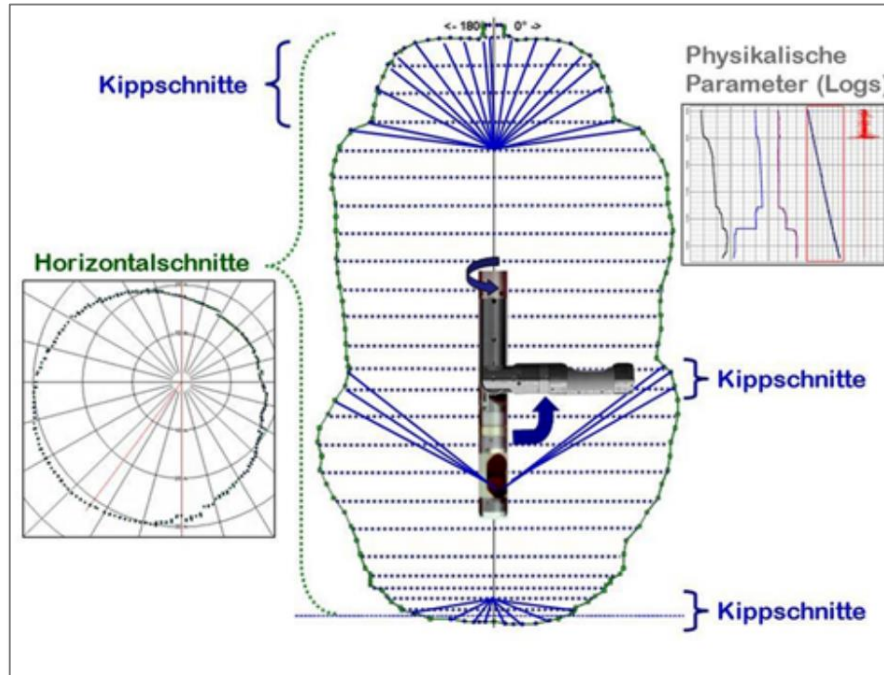 <- 180° 0° ->
Kippschnitte
Physikalische
Parameter (Logs)
Horizontalschnitte
Kippschnitte
Kippschnitte